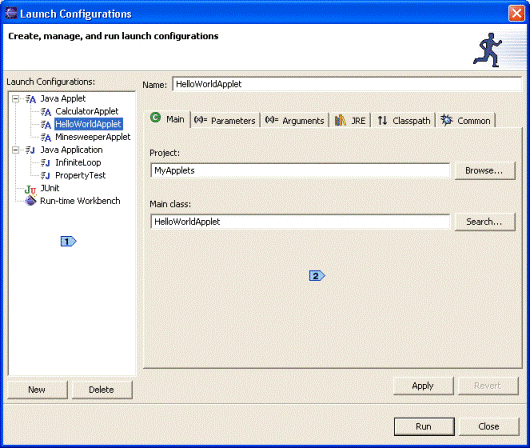 Launch Configurations
Create, manage, and run launch configurations
Launch Configurations:
Java Applet
CalculatorApplet
HelloWorldApplet
MinesweeperApplet
Java Application
InfiniteLoop
PropertyTest
JUnit
Run-time Workbench
1
New Delete
Name: HelloWorldApplet
Main (x)= Parameters (x)= Arguments JRE Classpath Common
Project:
MyApplets Browse...
Main class:
HelloWorldApplet Search...
2
Apply Revert
Run Close